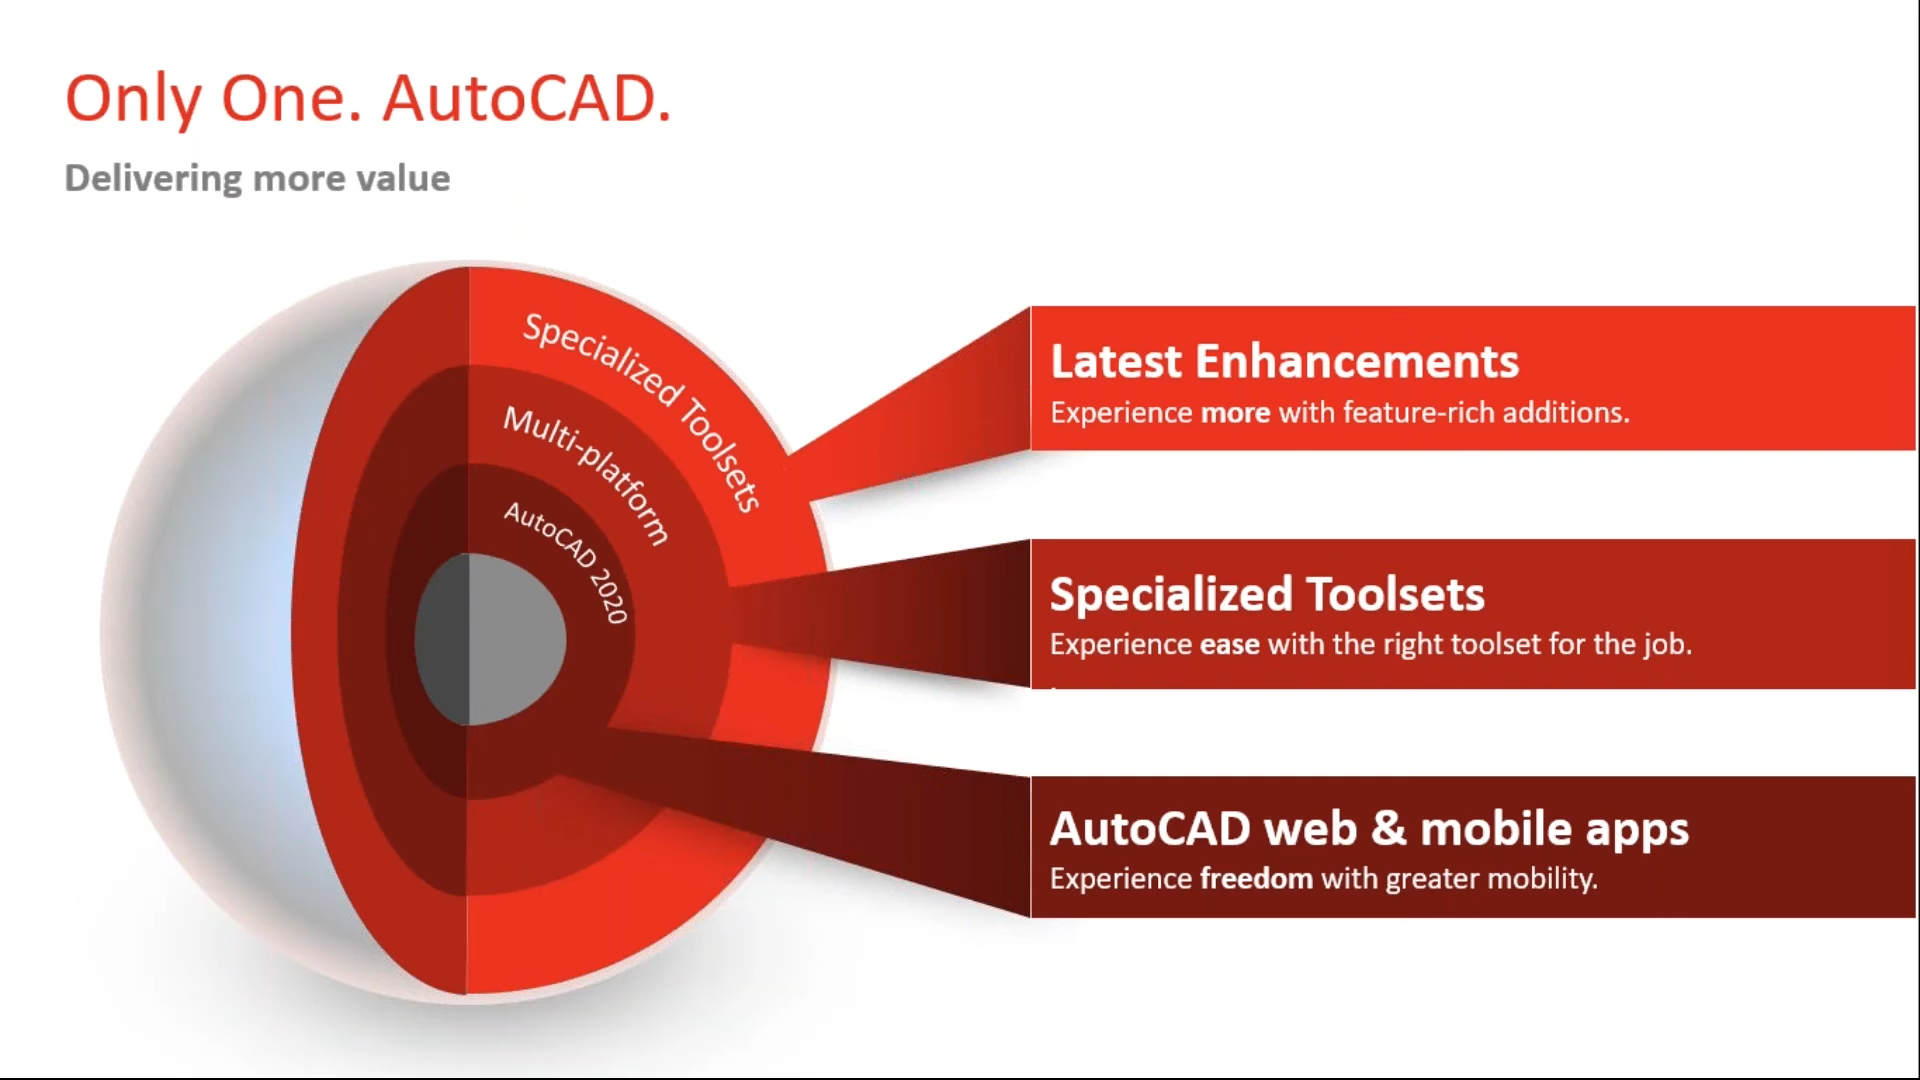 Only One. AutoCAD.
Delivering more value
Specialized Toolsets
Multi-platform
AutoCAD 2020
Latest Enhancements
Experience more with feature-rich additions.
Specialized Toolsets
Experience ease with the right toolset for the job.
AutoCAD web & mobile apps
Experience freedom with greater mobility.